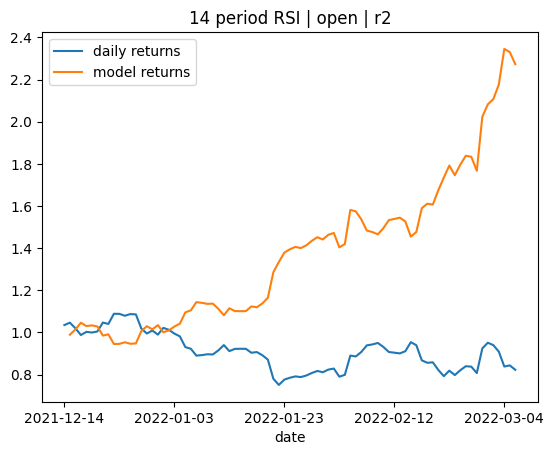 14 period RSI | open | r2
daily returns
model returns
2.4
2.2
2.0
1.8
1.6
1.4
1.2
1.0
0.8
2021-12-14 2022-01-03 2022-01-23 2022-02-12 2022-03-04
date